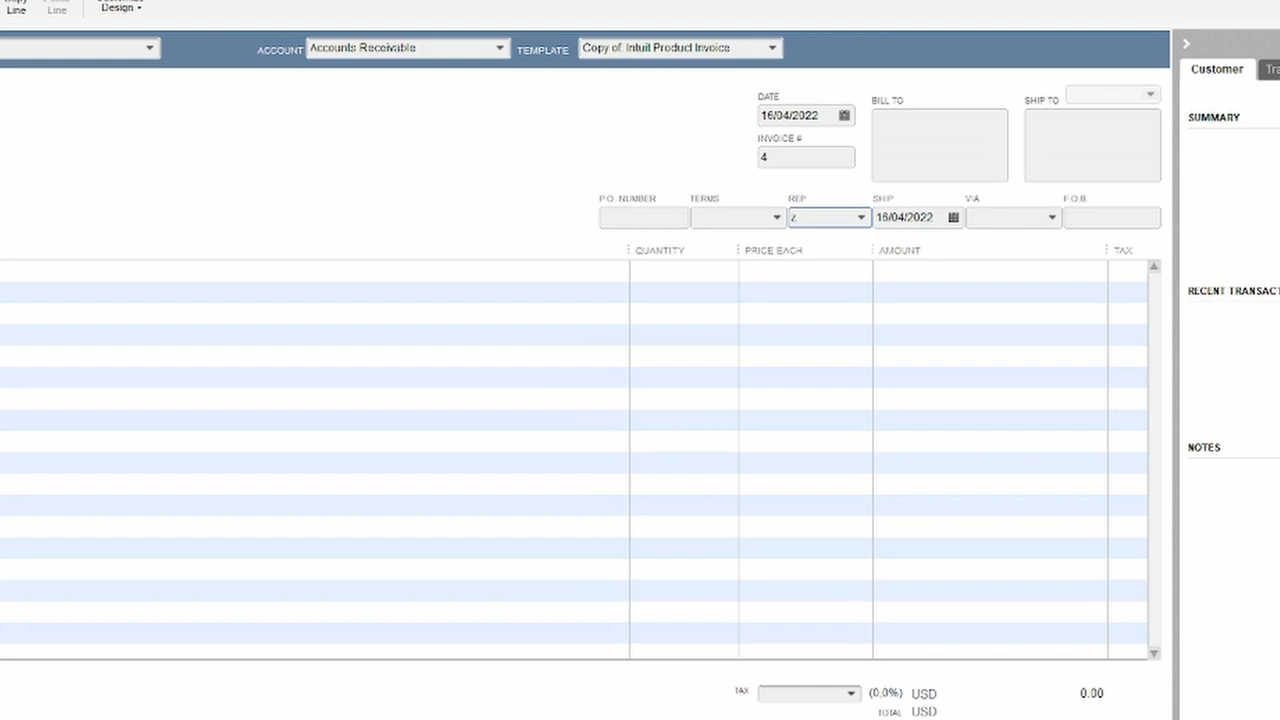 Line Line Design
ACCOUNT Accounts Receivable TEMPLATE Copy of: Intuit Product Invoice
Customer Tra
DATE BILL TO SHIP TO
16/04/2022
SUMMARY
INVOICE #
4
P.O. NUMBER TERMS REP SHIP VIA F.O.B.
z 16/04/2022
QUANTITY PRICE EACH AMOUNT TAX
RECENT TRANSACT
NOTES
TAX (0.0%) USD 0.00
TOTAL USD